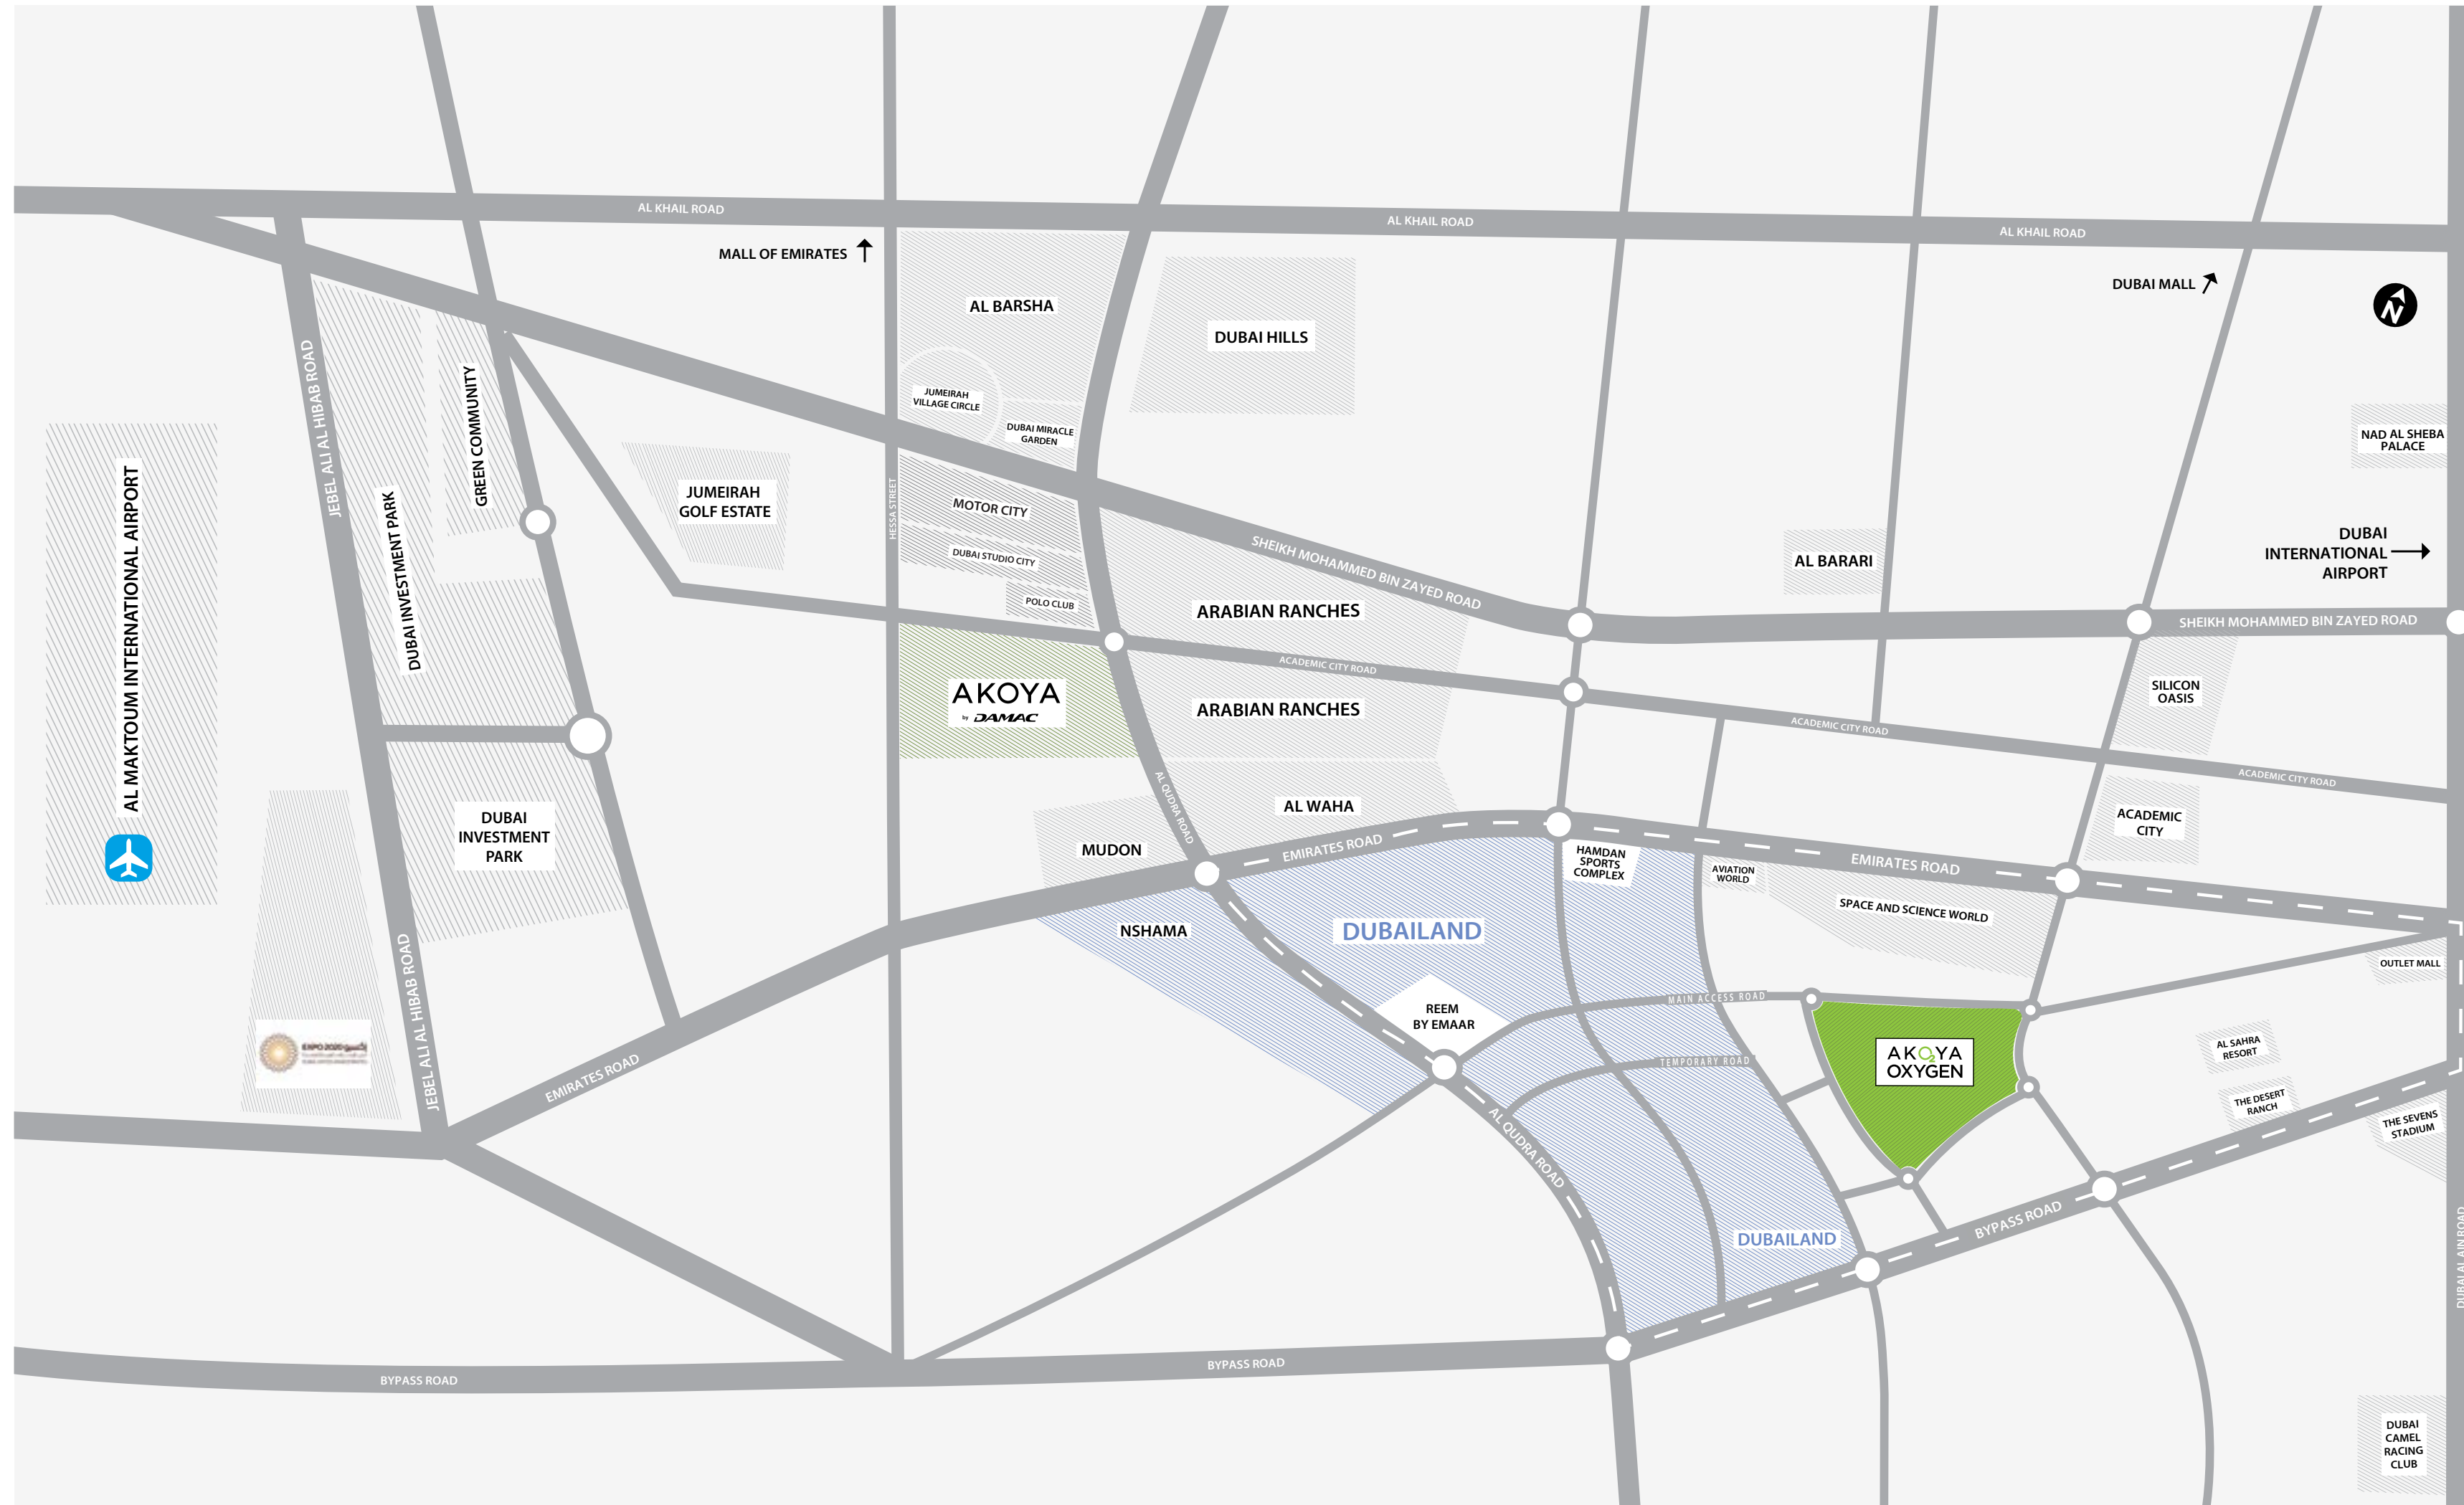 AL KHAIL ROAD
AL KHAIL ROAD
AL KHAIL ROAD
MALL OF EMIRATES
DUBAI MALL
N
AL BARSHA
DUBAI HILLS
JUMEIRAH
VILLAGE CIRCLE
DUBAI MIRACLE
GARDEN
NAD AL SHEBA
PALACE
JEBEL ALI AL HIBAB ROAD
GREEN COMMUNITY
DUBAI INVESTMENT PARK
AL MAKTOUM INTERNATIONAL AIRPORT
JUMEIRAH
GOLF ESTATE
HESSA STREET
MOTOR CITY
DUBAI STUDIO CITY
POLO CLUB
SHEIKH MOHAMMED BIN ZAYED ROAD
AL BARARI
DUBAI
INTERNATIONAL
AIRPORT
ARABIAN RANCHES
SHEIKH MOHAMMED BIN ZAYED ROAD
ACADEMIC CITY ROAD
AKOYA
by DAMAC
ARABIAN RANCHES
SILICON
OASIS
ACADEMIC CITY ROAD
ACADEMIC CITY ROAD
AL QUDRA ROAD
AL WAHA
DUBAI
INVESTMENT
PARK
MUDON
EMIRATES ROAD
HAMDAN
SPORTS
COMPLEX
AVIATION
WORLD
EMIRATES ROAD
ACADEMIC
CITY
SPACE AND SCIENCE WORLD
NSHAMA
DUBAILAND
OUTLET MALL
JEBEL ALI AL HIBAB ROAD
MAIN ACCESS ROAD
REEM
BY EMAAR
EXPO 2020 إكسبو
TEMPORARY ROAD
AKO2YA
OXYGEN
AL SAHRA
RESORT
EMIRATES ROAD
THE DESERT
RANCH
THE SEVENS
STADIUM
AL QUDRA ROAD
DUBAILAND
BYPASS ROAD
DUBAI AL AIN ROAD
BYPASS ROAD
BYPASS ROAD
DUBAI
CAMEL
RACING
CLUB